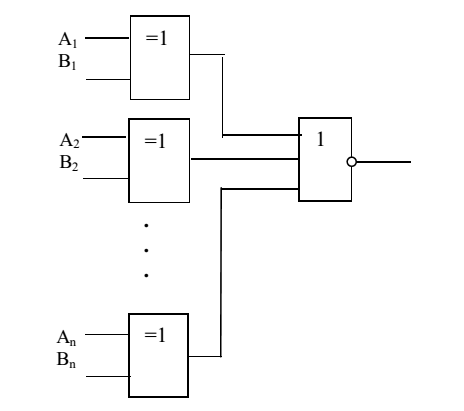 A₁ =1
B₁
A₂ =1 1
B₂
Aₙ =1
Bₙ